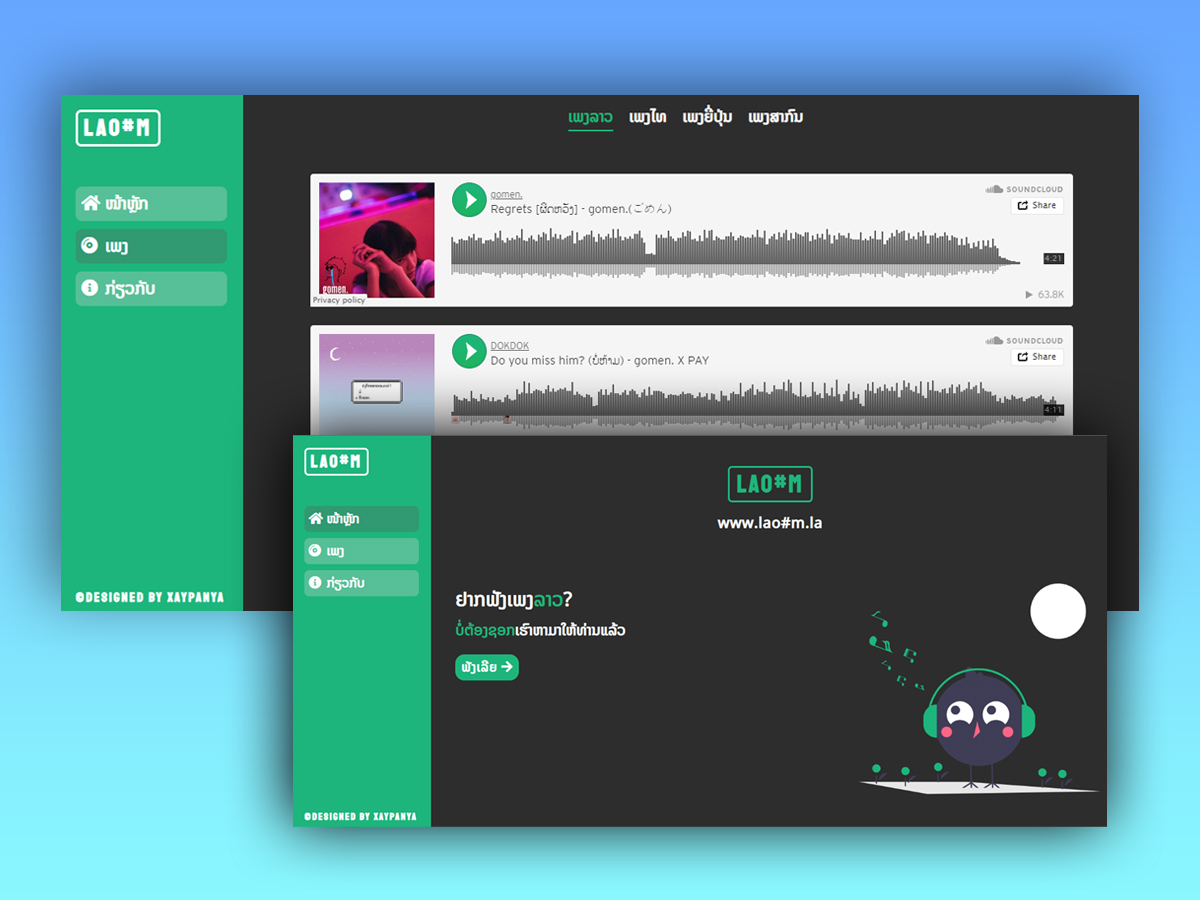 LAO#M
ໜ້າຫຼັກ
ເພງ
ກ່ຽວກັບ
©DESIGNED BY XAYPANYA
ເພງລາວ ເພງໄທ ເພງຍີ່ປຸ່ນ ເພງສາກົນ
gomen.
Regrets [ຜິດຫວັງ] - gomen.(ごめん)
SOUNDCLOUD
Share
4:21
63.8K
gomen.
Privacy policy
DOKDOK
Do you miss him? (ບໍ່ຫ້າມ) - gomen. X PAY
SOUNDCLOUD
Share
4:11
LAO#M
ໜ້າຫຼັກ
ເພງ
ກ່ຽວກັບ
©DESIGNED BY XAYPANYA
LAO#M
www.lao#m.la
ຢາກຟັງເພງລາວ?
ບໍ່ຕ້ອງຊອກເຮົາຫາມາໃຫ້ທ່ານແລ້ວ
ຟັງເລີຍ →